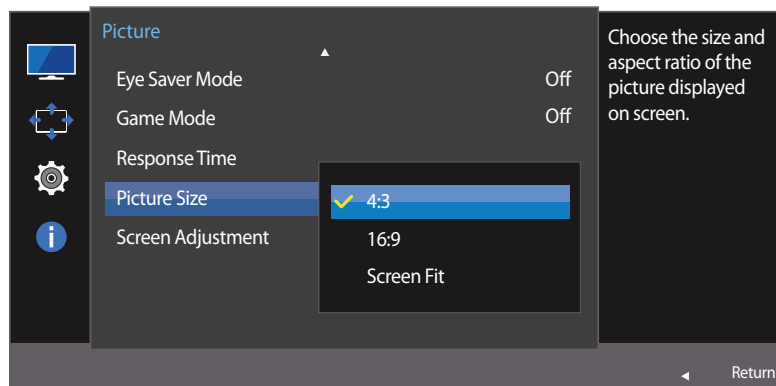 Picture
Eye Saver Mode Off
Game Mode Off
Response Time
Picture Size
4:3
16:9
Screen Fit
Screen Adjustment
Choose the size and
aspect ratio of the
picture displayed
on screen.
Return